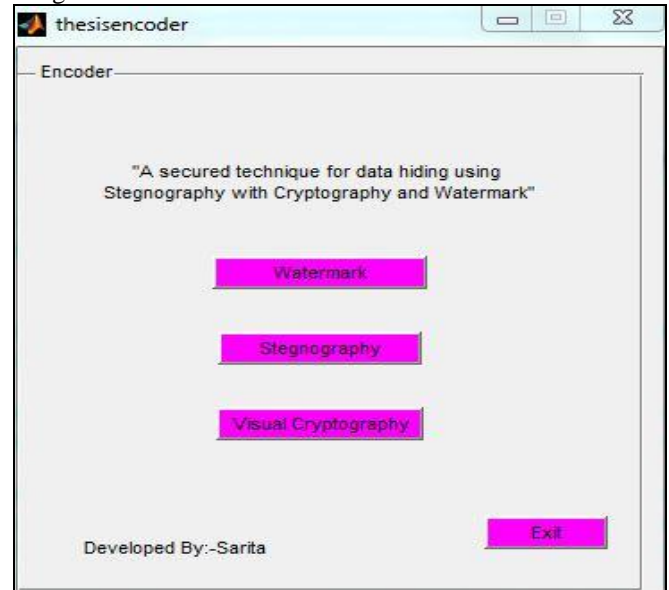 thesisencoder
Encoder
"A secured technique for data hiding using
Stegnography with Cryptography and Watermark"
Watermark
Stegnography
Visual Cryptography
Exit
Developed By:-Sarita